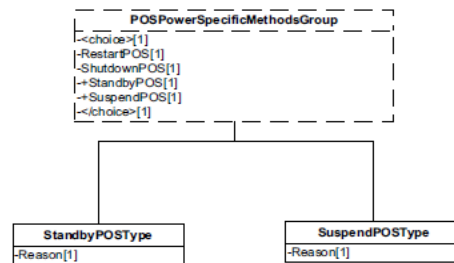 POSPowerSpecificMethodsGroup
-<choice>[1]
-RestartPOS[1]
-ShutdownPOS[1]
-+StandbyPOS[1]
-+SuspendPOS[1]
-</choice>[1]
StandbyPOSType
-Reason[1]
SuspendPOSType
-Reason[1]